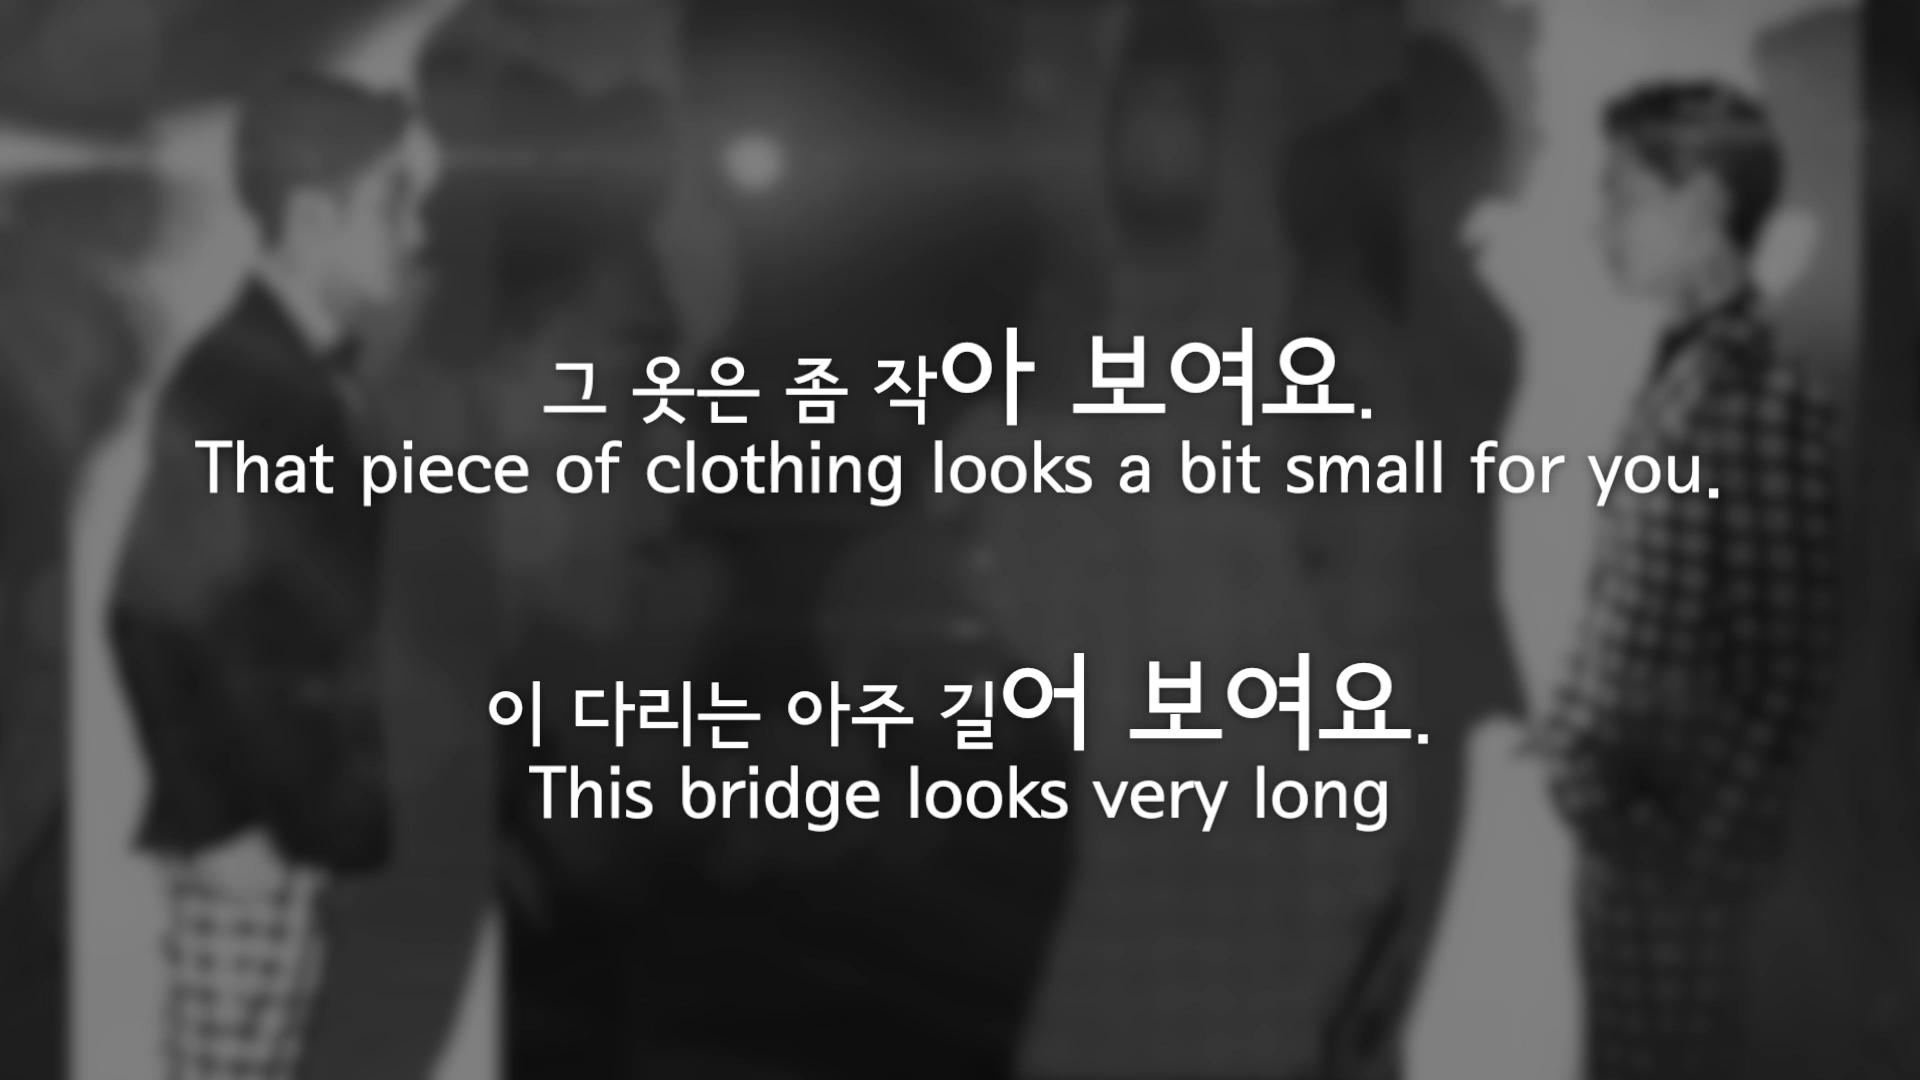 그 옷은 좀 작아 보여요.
That piece of clothing looks a bit small for you.
이 다리는 아주 길어 보여요.
This bridge looks very long